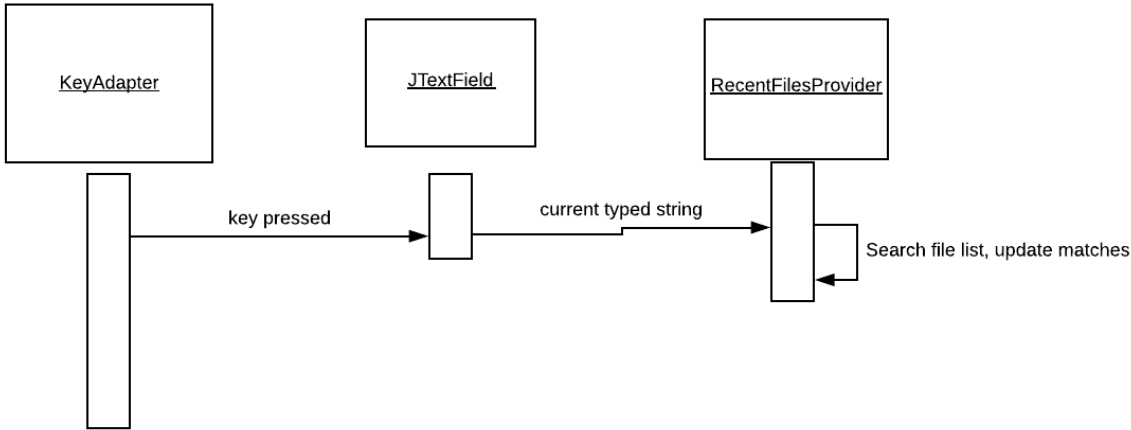 KeyAdapter
JTextField
RecentFilesProvider
key pressed
current typed string
Search file list, update matches